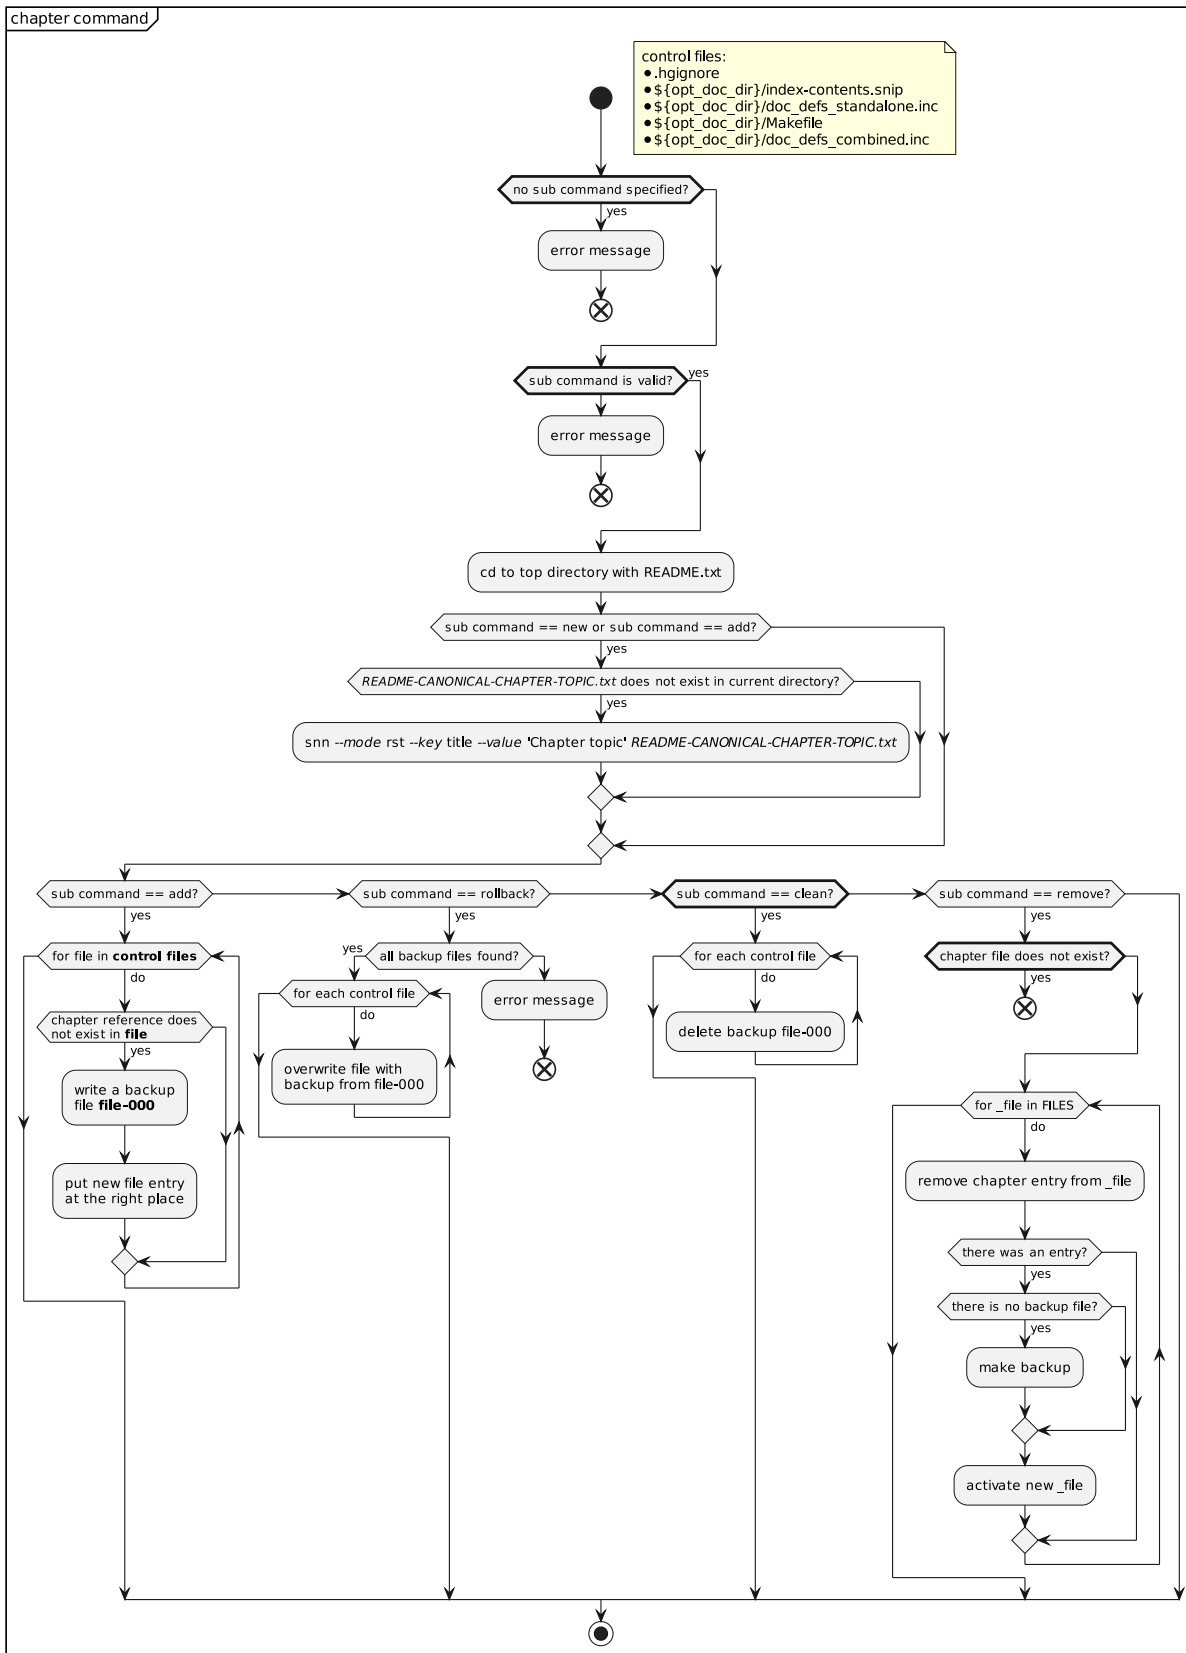 chapter command
control files:
• .hgignore
• ${opt_doc_dir}/index-contents.snip
• ${opt_doc_dir}/doc_defs_standalone.inc
• ${opt_doc_dir}/Makefile
• ${opt_doc_dir}/doc_defs_combined.inc
no sub command specified?
yes
error message
sub command is valid?
yes
error message
cd to top directory with README.txt
sub command == new or sub command == add?
yes
README-CANONICAL-CHAPTER-TOPIC.txt does not exist in current directory?
yes
snn --mode rst --key title --value 'Chapter topic' README-CANONICAL-CHAPTER-TOPIC.txt
sub command == add?
yes
for file in control files
do
chapter reference does
not exist in file
yes
write a backup
file file-000
put new file entry
at the right place
sub command == rollback?
yes
all backup files found?
yes
for each control file
do
overwrite file with
backup from file-000
error message
sub command == clean?
yes
for each control file
do
delete backup file-000
sub command == remove?
yes
chapter file does not exist?
yes
for _file in FILES
do
remove chapter entry from _file
there was an entry?
yes
there is no backup file?
yes
make backup
activate new _file